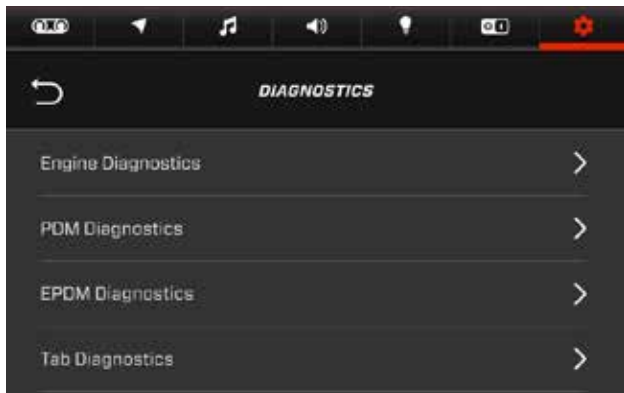 DIAGNOSTICS
Engine Diagnostics
PDM Diagnostics
EPDM Diagnostics
Tab Diagnostics